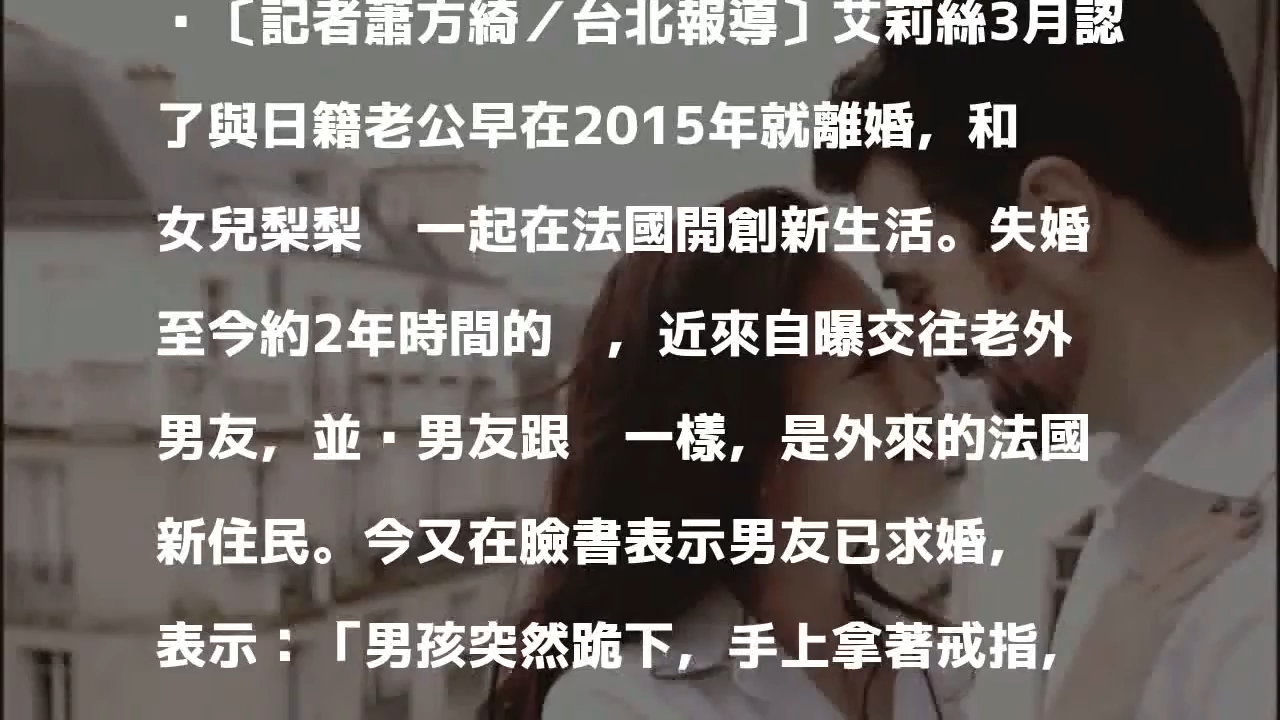 ·〔記者蕭方綺／台北報導〕艾莉絲3月認
了與日籍老公早在2015年就離婚，和
女兒梨梨　一起在法國開創新生活。失婚
至今約2年時間的　，近來自曝交往老外
男友，並·男友跟　一樣，是外來的法國
新住民。今又在臉書表示男友已求婚，
表示：「男孩突然跪下，手上拿著戒指，